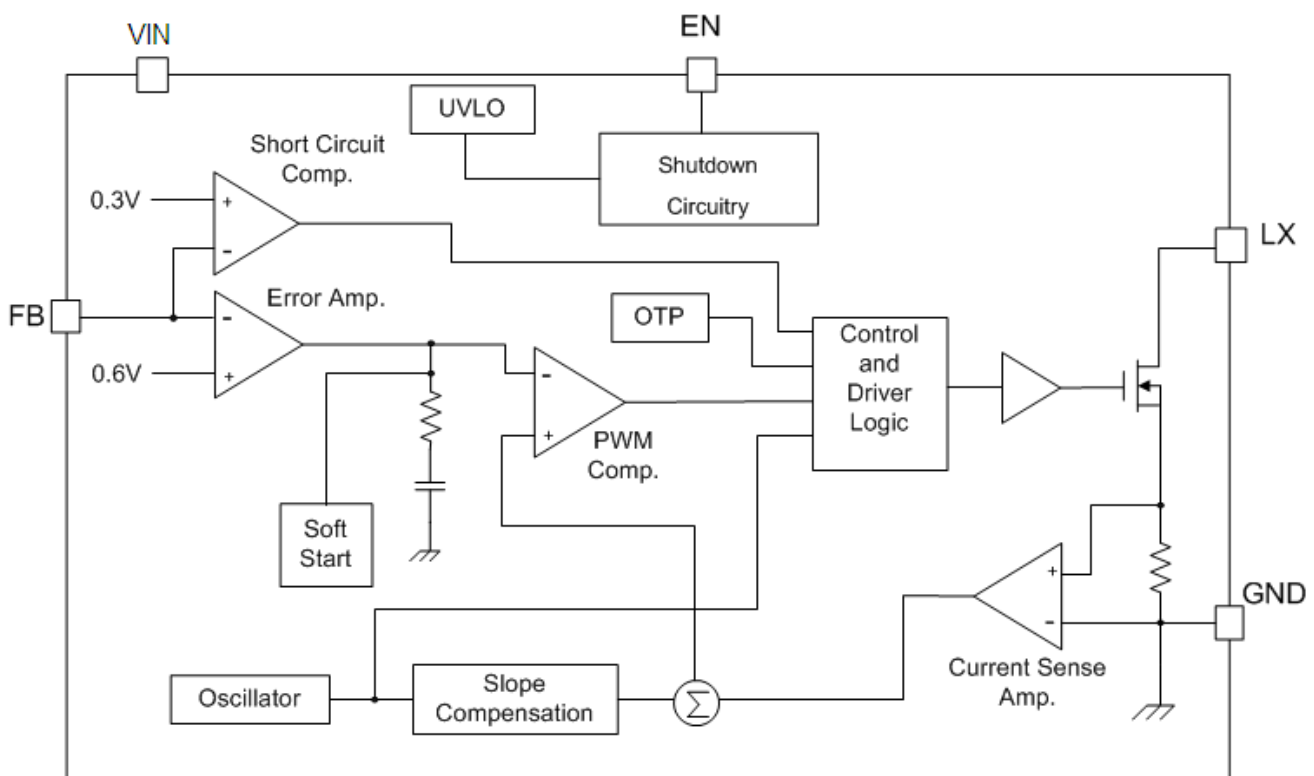 VIN
EN
UVLO
Short Circuit
Comp.
Shutdown
Circuitry
0.3V
+
-
LX
FB
Error Amp.
-
OTP
Control
and
Driver
Logic
0.6V
+
-
+
PWM
Comp.
Soft
Start
+
-
GND
Current Sense
Amp.
Oscillator
Slope
Compensation
Σ